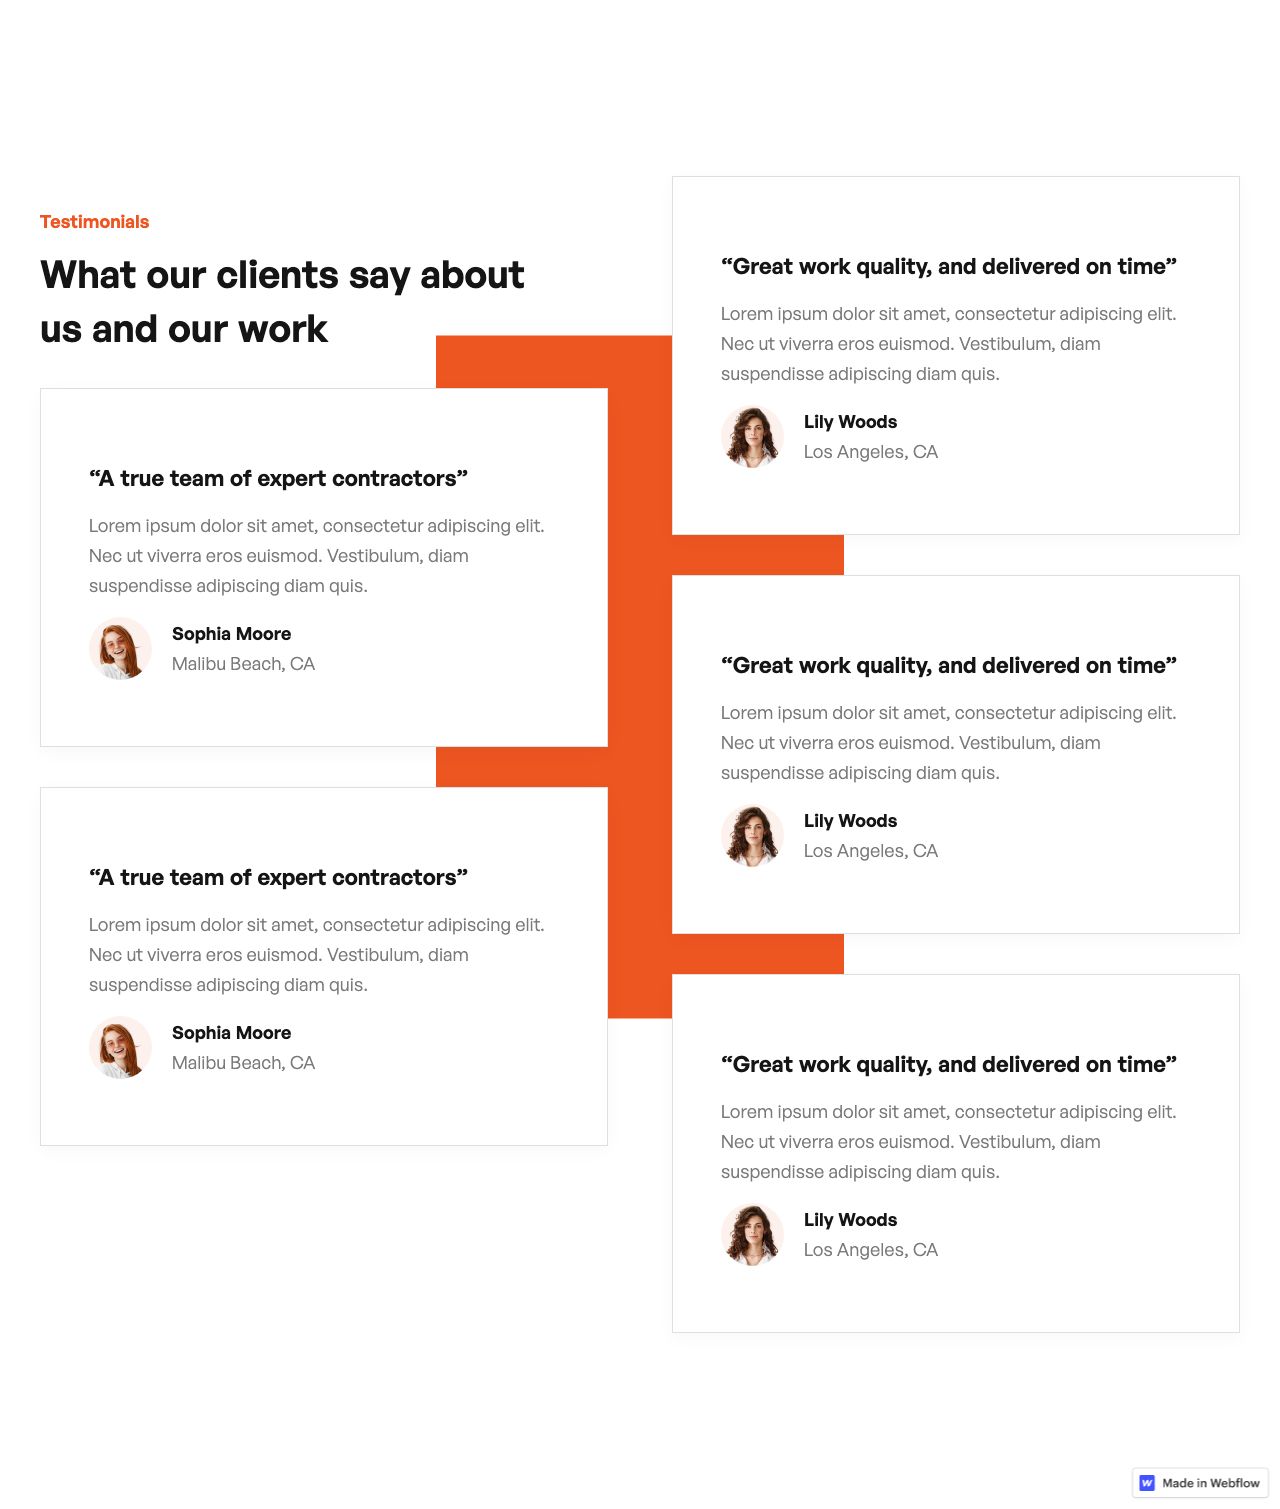 Testimonials
What our clients say about
us and our work
“A true team of expert contractors”
Lorem ipsum dolor sit amet, consectetur adipiscing elit.
Nec ut viverra eros euismod. Vestibulum, diam
suspendisse adipiscing diam quis.
Sophia Moore
Malibu Beach, CA
“A true team of expert contractors”
Lorem ipsum dolor sit amet, consectetur adipiscing elit.
Nec ut viverra eros euismod. Vestibulum, diam
suspendisse adipiscing diam quis.
Sophia Moore
Malibu Beach, CA
“Great work quality, and delivered on time”
Lorem ipsum dolor sit amet, consectetur adipiscing elit.
Nec ut viverra eros euismod. Vestibulum, diam
suspendisse adipiscing diam quis.
Lily Woods
Los Angeles, CA
“Great work quality, and delivered on time”
Lorem ipsum dolor sit amet, consectetur adipiscing elit.
Nec ut viverra eros euismod. Vestibulum, diam
suspendisse adipiscing diam quis.
Lily Woods
Los Angeles, CA
“Great work quality, and delivered on time”
Lorem ipsum dolor sit amet, consectetur adipiscing elit.
Nec ut viverra eros euismod. Vestibulum, diam
suspendisse adipiscing diam quis.
Lily Woods
Los Angeles, CA
Made in Webflow